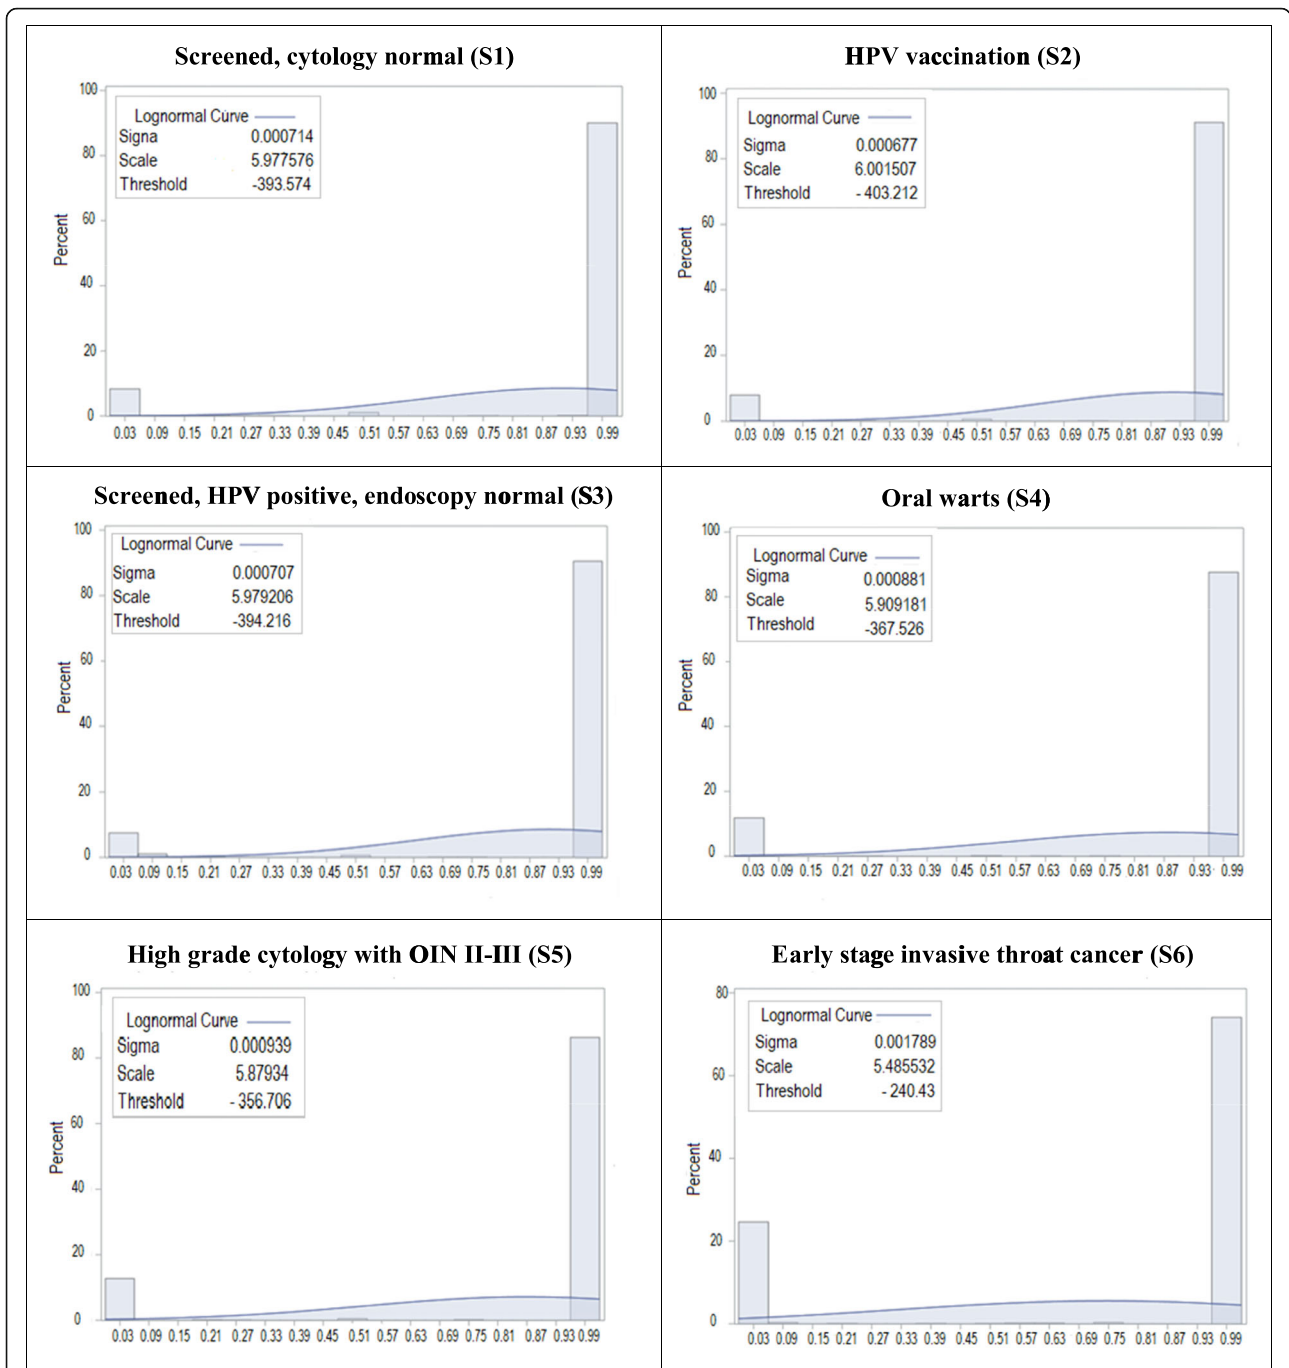 Screened, cytology normal (S1)
100
80
60
40
20
0
Percent
Lognormal Curve
Signa 0.000714
Scale 5.977576
Threshold -393.574
0.03 0.09 0.15 0.21 0.27 0.33 0.39 0.45 0.51 0.57 0.63 0.69 0.75 0.81 0.87 0.93 0.99
HPV vaccination (S2)
100
80
60
40
20
0
Percent
Lognormal Curve
Sigma 0.000677
Scale 6.001507
Threshold - 403.212
0.03 0.09 0.15 0.21 0.27 0.33 0.39 0.45 0.51 0.57 0.63 0.69 0.75 0.81 0.87 0.93 0.99
Screened, HPV positive, endoscopy normal (S3)
100
80
60
40
20
0
Percent
Lognormal Curve
Sigma 0.000707
Scale 5.979206
Threshold -394.216
0.03 0.09 0.15 0.21 0.27 0.33 0.39 0.45 0.51 0.57 0.63 0.69 0.75 0.81 0.87 0.93 0.99
Oral warts (S4)
100
80
60
40
20
0
Percent
Lognormal Curve
Sigma 0.000881
Scale 5.909181
Threshold -367.526
0.03 0.09 0.15 0.21 0.27 0.33 0.39 0.45 0.51 0.57 0.63 0.69 0.75 0.81 0.87 0.93 0.99
High grade cytology with OIN II-III (S5)
100
80
60
40
20
0
Percent
Lognormal Curve
Sigma 0.000939
Scale 5.87934
Threshold - 356.706
0.03 0.09 0.15 0.21 0.27 0.33 0.39 0.45 0.51 0.57 0.63 0.69 0.75 0.81 0.87 0.93 0.99
Early stage invasive throat cancer (S6)
80
60
40
20
0
Percent
Lognormal Curve
Sigma 0.001789
Scale 5.485532
Threshold - 240.43
0.03 0.09 0.15 0.21 0.27 0.33 0.39 0.45 0.51 0.57 0.63 0.69 0.75 0.81 0.87 0.93 0.99